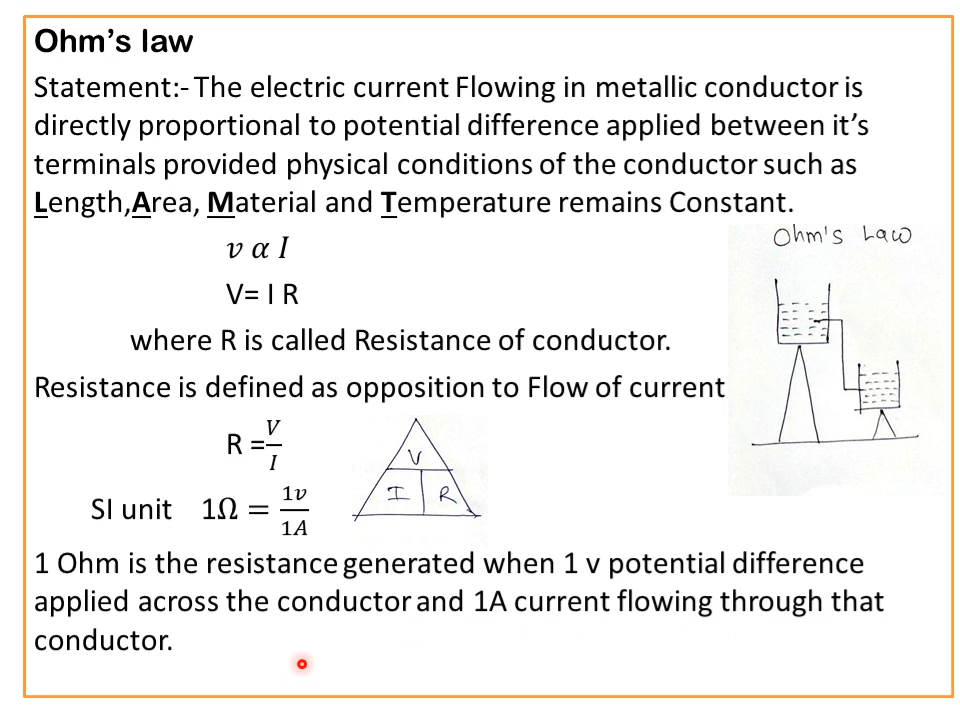 Ohm's law
Statement:- The electric current Flowing in metallic conductor is
directly proportional to potential difference applied between it's
terminals provided physical conditions of the conductor such as
Length,Area, Material and Temperature remains Constant.
Ohm's Law
v α I
V= I R
where R is called Resistance of conductor.
Resistance is defined as opposition to Flow of current
R = V/I
V
I R
SI unit 1Ω = 1v/1A
1 Ohm is the resistance generated when 1 v potential difference
applied across the conductor and 1A current flowing through that
conductor.